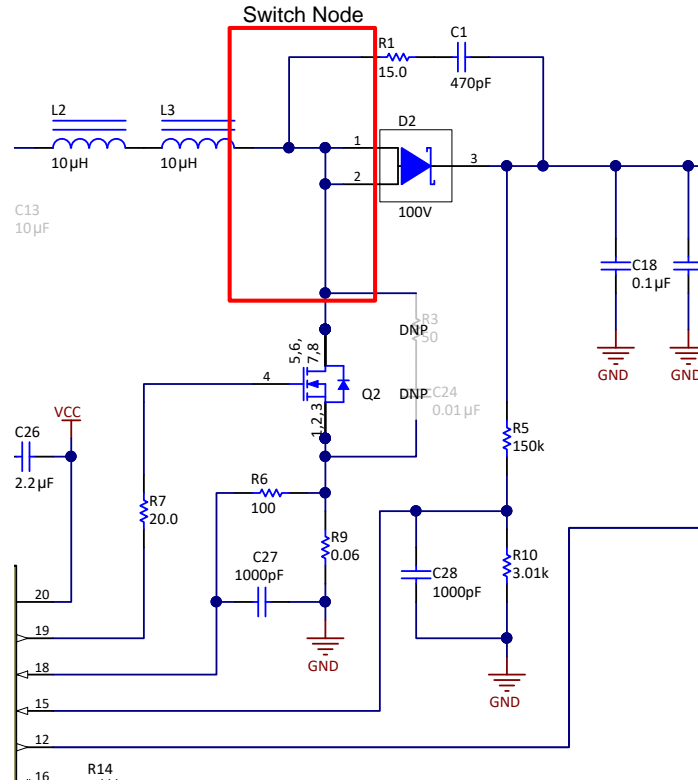 Switch Node
R1
15.0
C1
470pF
L2
10µH
L3
10µH
1
2
D2
3
100V
C13
10µF
C18
0.1µF
GND
GND
R3
DNP
50
5,6,
7,8
4
Q2
DNP
C24
0.01µF
1,2,3
VCC
C26
2.2µF
R5
150k
R7
20.0
R6
100
R9
0.06
C27
1000pF
C28
1000pF
R10
3.01k
GND
GND
20
19
18
15
12
16
R14